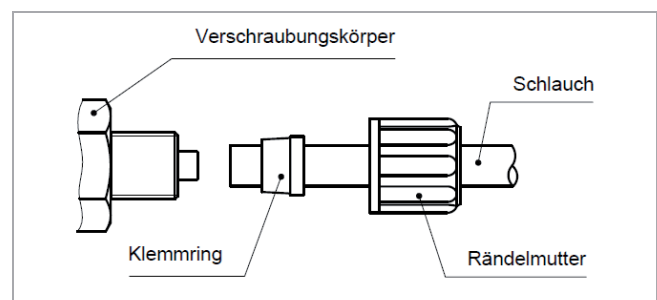 Verschraubungskörper
Schlauch
Klemmring
Rändelmutter